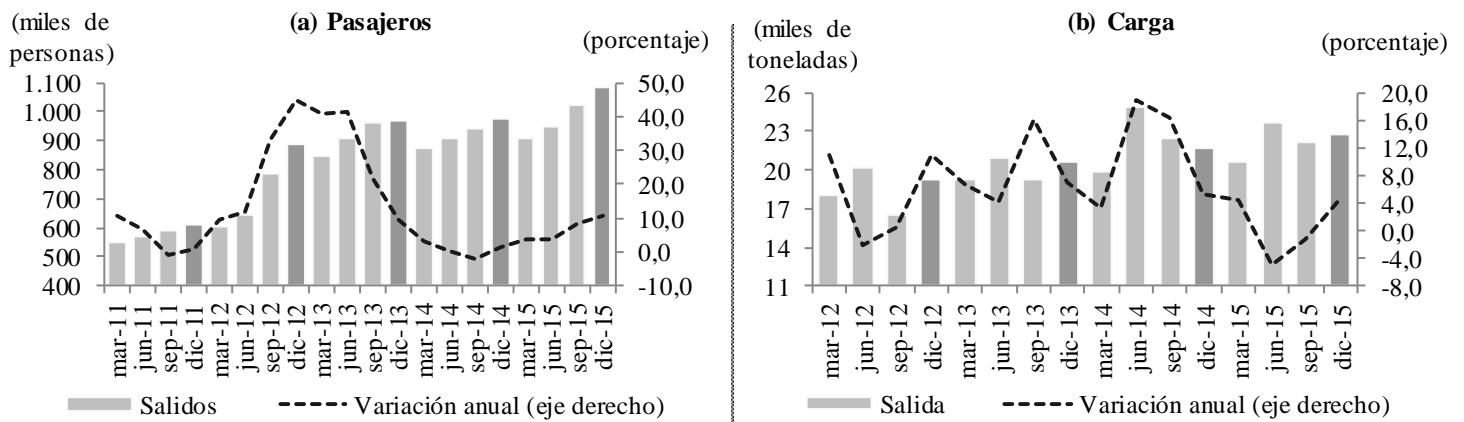 (a) Pasajeros
(miles de
personas)
(porcentaje)
1.100
1.000
900
800
700
600
500
400
50,0
40,0
30,0
20,0
10,0
0,0
-10,0
mar-11
jun-11
sep-11
dic-11
mar-12
jun-12
sep-12
dic-12
mar-13
jun-13
sep-13
dic-13
mar-14
jun-14
sep-14
dic-14
mar-15
jun-15
sep-15
dic-15
Salidos
Variación anual (eje derecho)
(b) Carga
(miles de
toneladas)
(porcentaje)
26
23
20
17
14
11
20,0
16,0
12,0
8,0
4,0
0,0
-4,0
-8,0
mar-12
jun-12
sep-12
dic-12
mar-13
jun-13
sep-13
dic-13
mar-14
jun-14
sep-14
dic-14
mar-15
jun-15
sep-15
dic-15
Salida
Variación anual (eje derecho)